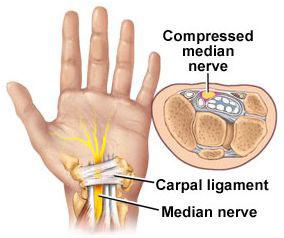 Compressed
median
nerve
Carpal ligament
Median nerve